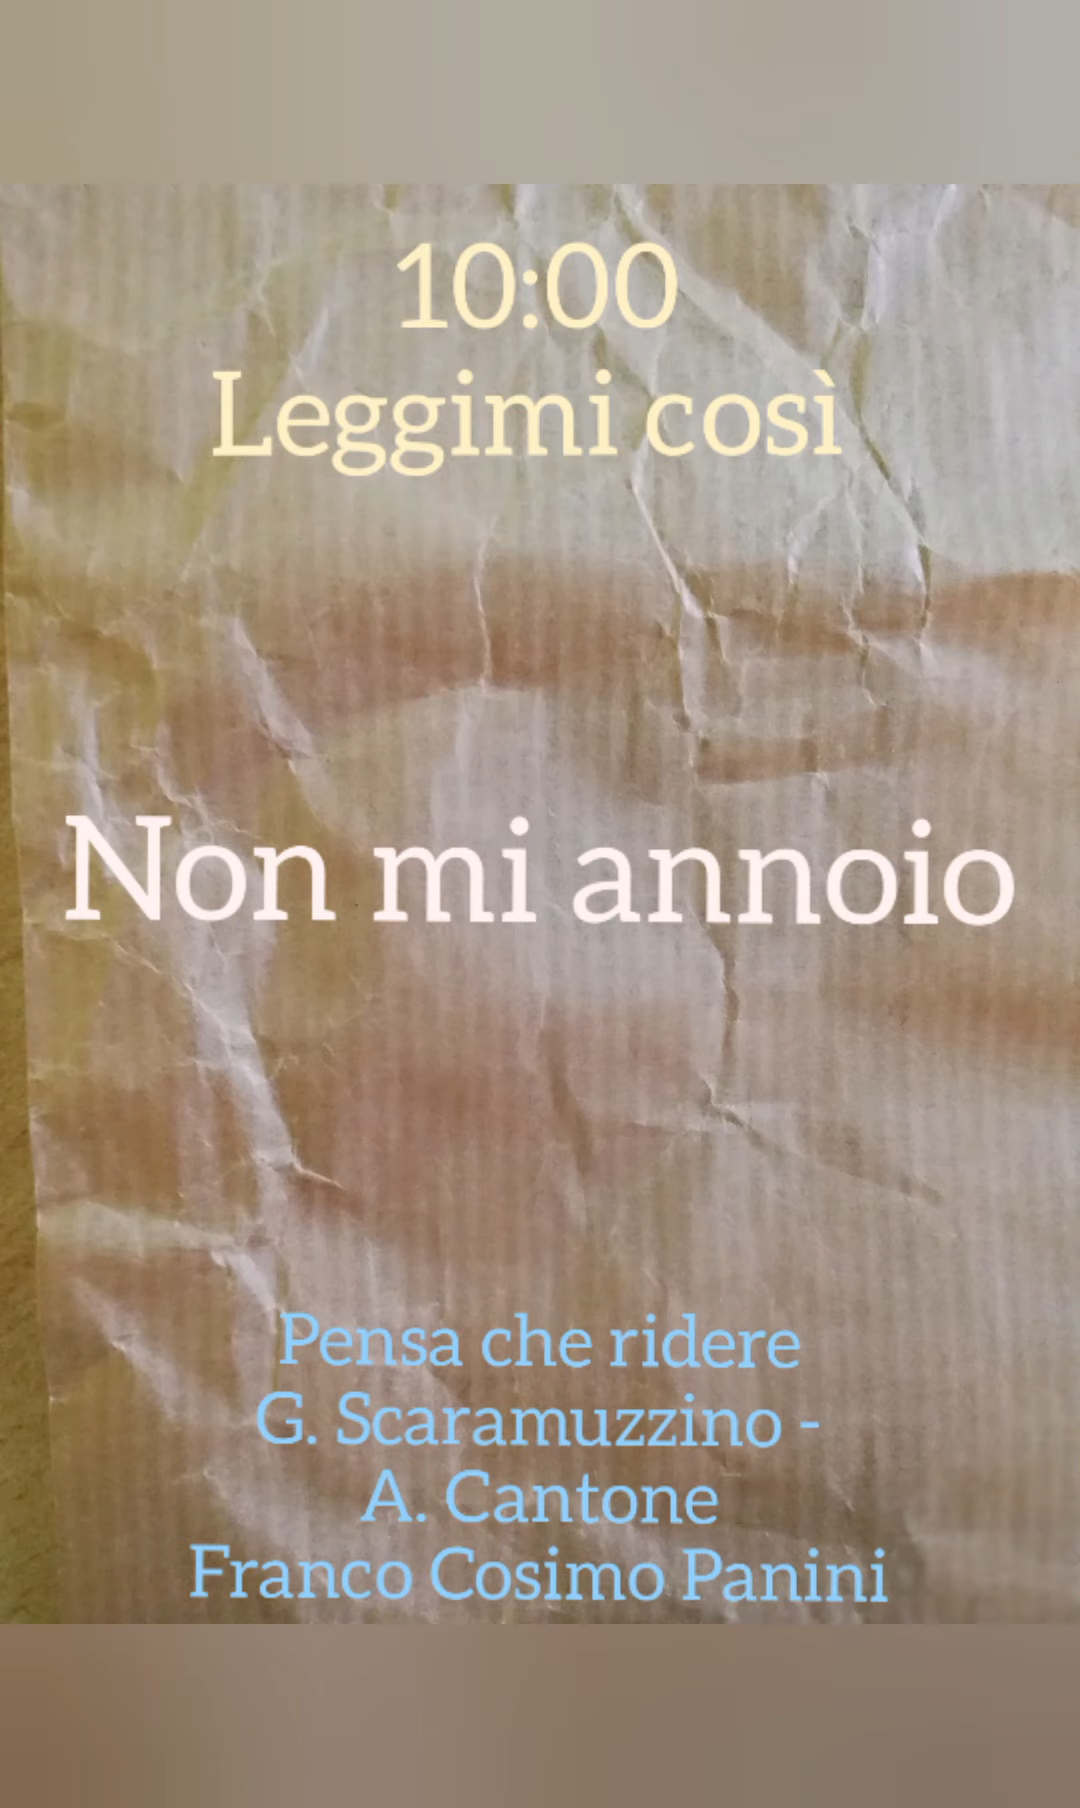 10:00
Leggimi così
Non mi annoio
Pensa che ridere
G. Scaramuzzino -
A. Cantone
Franco Cosimo Panini